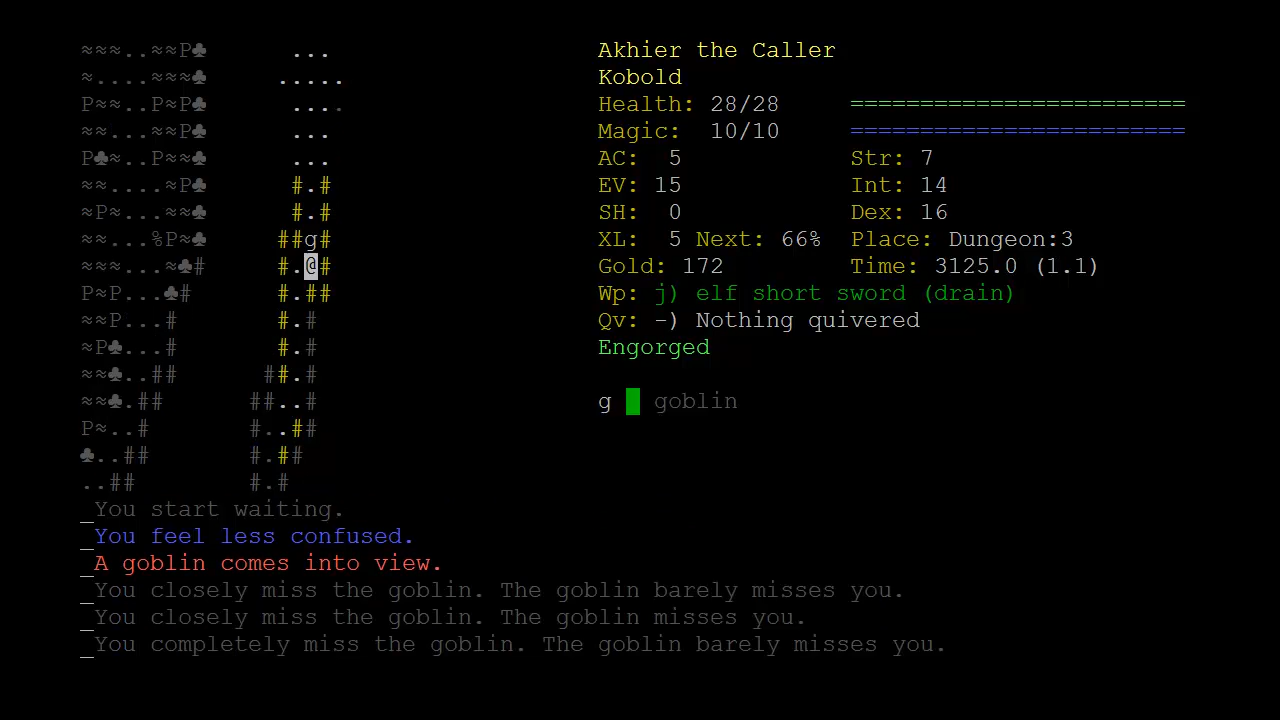 ≈≈≈..≈≈P♣      ...                   Akhier the Caller
≈....≈≈≈♣     .....                  Kobold
P≈≈..P≈P♣      ....                  Health: 28/28     ========================
≈≈...≈≈P♣      ...                   Magic:  10/10     ========================
P♣≈..P≈≈♣      ...                   AC:  5            Str: 7
≈≈....≈P♣      #.#                   EV: 15            Int: 14
≈P≈...≈≈♣      #.#                   SH:  0            Dex: 16
≈≈...%P≈♣     ##g#                   XL:  5 Next: 66%  Place: Dungeon:3
≈≈≈...≈♣#     #.@#                   Gold: 172         Time: 3125.0 (1.1)
P≈P...♣#      #.##                   Wp: j) elf short sword (drain)
≈≈P...#       #.#                    Qv: -) Nothing quivered
≈P♣...#       #.#                    Engorged
≈≈♣..##      ##.#
≈≈♣.##      ##..#                    g   goblin
P≈..#       #..##
♣..##       #.##
..##        #.#
_You start waiting.
_You feel less confused.
_A goblin comes into view.
_You closely miss the goblin. The goblin barely misses you.
_You closely miss the goblin. The goblin misses you.
_You completely miss the goblin. The goblin barely misses you.